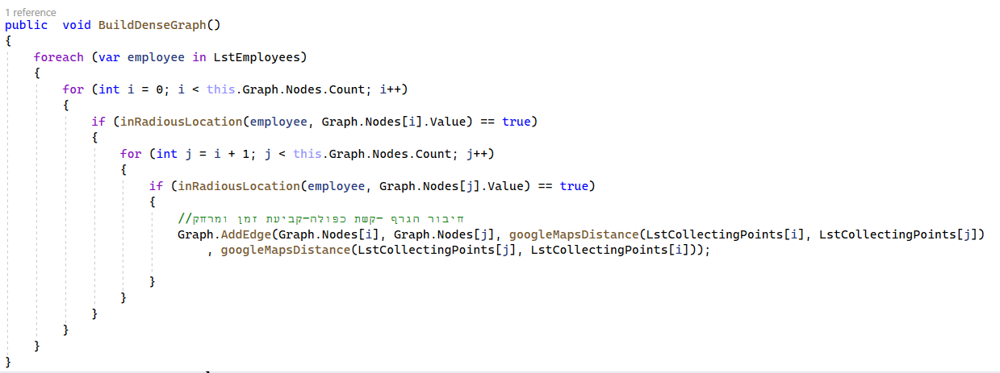 1 reference
public  void BuildDenseGraph()
{
foreach (var employee in LstEmployees)
{
for (int i = 0; i < this.Graph.Nodes.Count; i++)
{
if (inRadiousLocation(employee, Graph.Nodes[i].Value) == true)
{
for (int j = i + 1; j < this.Graph.Nodes.Count; j++)
{
if (inRadiousLocation(employee, Graph.Nodes[j].Value) == true)
{
//חיבור הגרף -קשת כפולה-קביעת זמן ומרחק
Graph.AddEdge(Graph.Nodes[i], Graph.Nodes[j], googleMapsDistance(LstCollectingPoints[i], LstCollectingPoints[j])
, googleMapsDistance(LstCollectingPoints[j], LstCollectingPoints[i]));
}
}
}
}
}
}